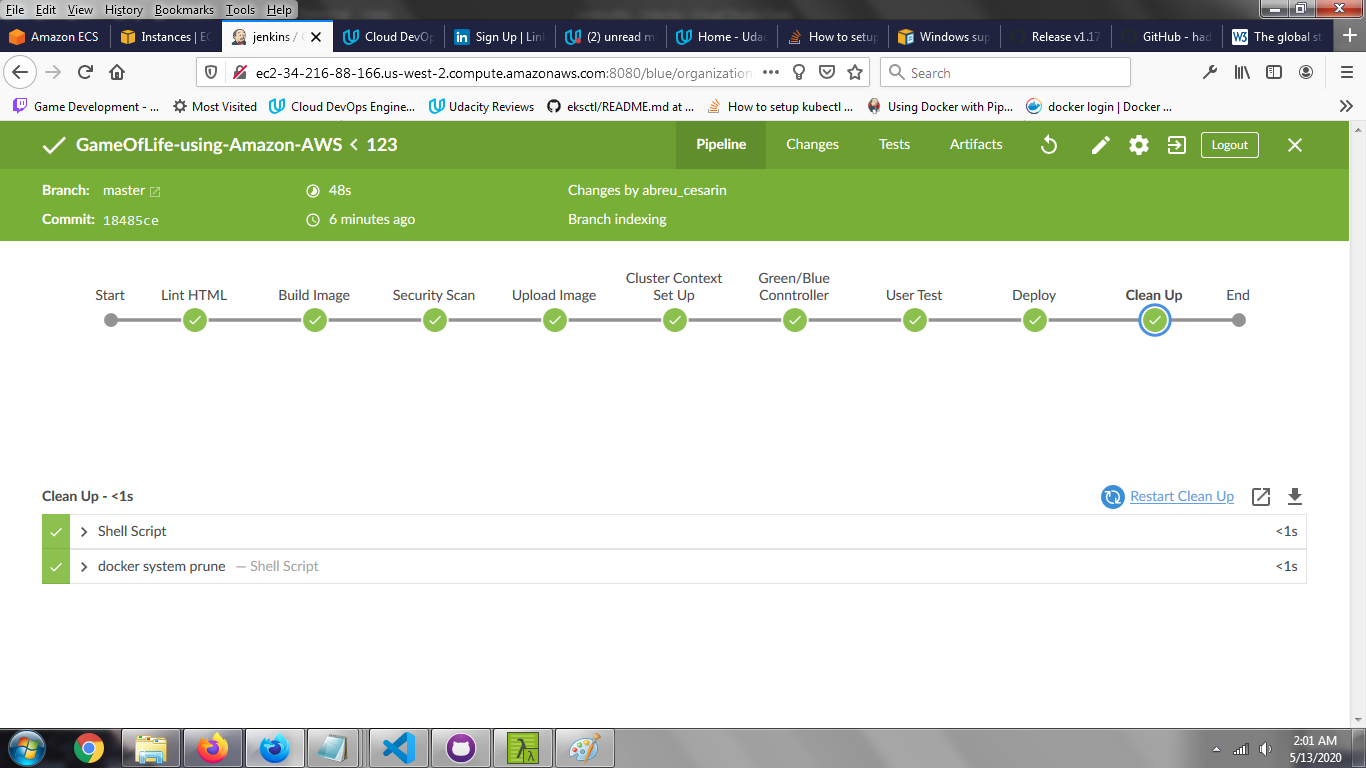 File Edit View History Bookmarks Tools Help
Amazon ECS Instances | EC jenkins / Cloud DevOp Sign Up | Lin (2) unread m Home - Udac How to setup Windows sup Release v1.17 GitHub - had The global st
ec2-34-216-88-166.us-west-2.compute.amazonaws.com:8080/blue/organization Search
Game Development - ... Most Visited Cloud DevOps Engine... Udacity Reviews eksctl/README.md at ... How to setup kubectl ... Using Docker with Pip... docker login | Docker ...
GameOfLife-using-Amazon-AWS < 123 Pipeline Changes Tests Artifacts Logout
Branch: master 48s Changes by abreu_cesarin
Commit: 18485ce 6 minutes ago Branch indexing
Start Lint HTML Build Image Security Scan Upload Image Cluster Context Set Up Green/Blue Conntroller User Test Deploy Clean Up End
Clean Up - <1s Restart Clean Up
Shell Script <1s
docker system prune — Shell Script <1s
2:01 AM
5/13/2020